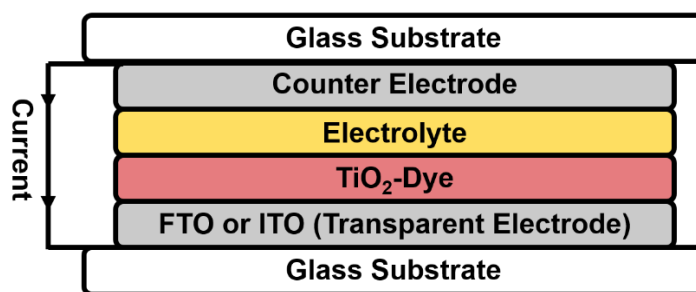 Glass Substrate
Counter Electrode
Electrolyte
TiO₂-Dye
FTO or ITO (Transparent Electrode)
Glass Substrate
Current